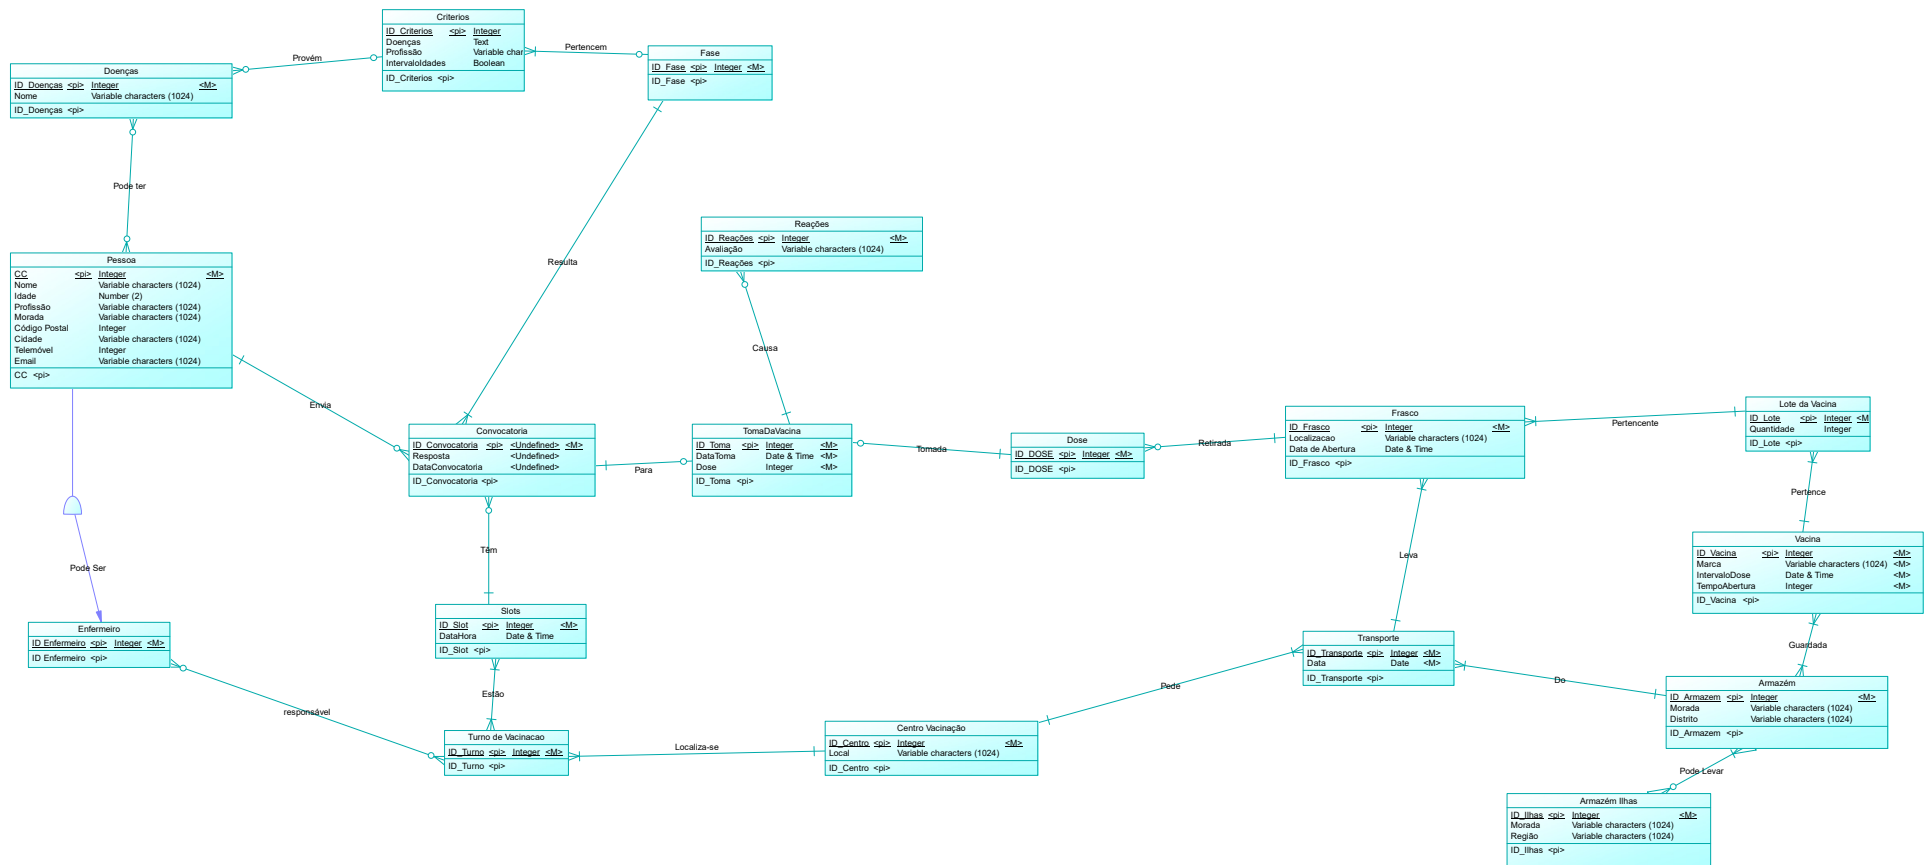 Criterios
ID_Criterios <pi> Integer
Doenças Text
Profissão Variable char
IntervaloIdades Boolean
ID_Criterios <pi>
Provém
Pertencem
Fase
ID_Fase <pi> Integer <M>
ID_Fase <pi>
Doenças
ID_Doenças <pi> Integer <M>
Nome Variable characters (1024)
ID_Doenças <pi>
Pode ter
Pessoa
CC <pi> Integer <M>
Nome Variable characters (1024)
Idade Number (2)
Profissão Variable characters (1024)
Morada Variable characters (1024)
Código Postal Integer
Cidade Variable characters (1024)
Telemóvel Integer
Email Variable characters (1024)
CC <pi>
Resulta
Reações
ID_Reações <pi> Integer <M>
Avaliação Variable characters (1024)
ID_Reações <pi>
Causa
Envia
Convocatoria
ID_Convocatoria <pi> <Undefined> <M>
Resposta <Undefined>
DataConvocatoria <Undefined>
ID_Convocatoria <pi>
Para
TomaDaVacina
ID_Toma <pi> Integer <M>
DataToma Date & Time <M>
Dose Integer <M>
ID_Toma <pi>
Tomada
Dose
ID_DOSE <pi> Integer <M>
ID_DOSE <pi>
Retirada
Frasco
ID_Frasco <pi> Integer <M>
Localizacao Variable characters (1024)
Data de Abertura Date & Time
ID_Frasco <pi>
Pertencente
Lote da Vacina
ID_Lote <pi> Integer <M
Quantidade Integer
ID_Lote <pi>
Pertence
Vacina
ID_Vacina <pi> Integer <M>
Marca Variable characters (1024) <M>
IntervaloDose Date & Time <M>
TempoAbertura Integer <M>
ID_Vacina <pi>
Leva
Têm
Pode Ser
Slots
ID_Slot <pi> Integer <M>
DataHora Date & Time
ID_Slot <pi>
Enfermeiro
ID Enfermeiro <pi> Integer <M>
ID Enfermeiro <pi>
Estão
responsável
Turno de Vacinacao
ID_Turno <pi> Integer <M>
ID_Turno <pi>
Localiza-se
Centro Vacinação
ID_Centro <pi> Integer <M>
Local Variable characters (1024)
ID_Centro <pi>
Pede
Transporte
ID_Transporte <pi> Integer <M>
Data Date <M>
ID_Transporte <pi>
Do
Guardada
Armazém
ID_Armazem <pi> Integer <M>
Morada Variable characters (1024)
Distrito Variable characters (1024)
ID_Armazem <pi>
Pode Levar
Armazém Ilhas
ID_Ilhas <pi> Integer <M>
Morada Variable characters (1024)
Região Variable characters (1024)
ID_Ilhas <pi>